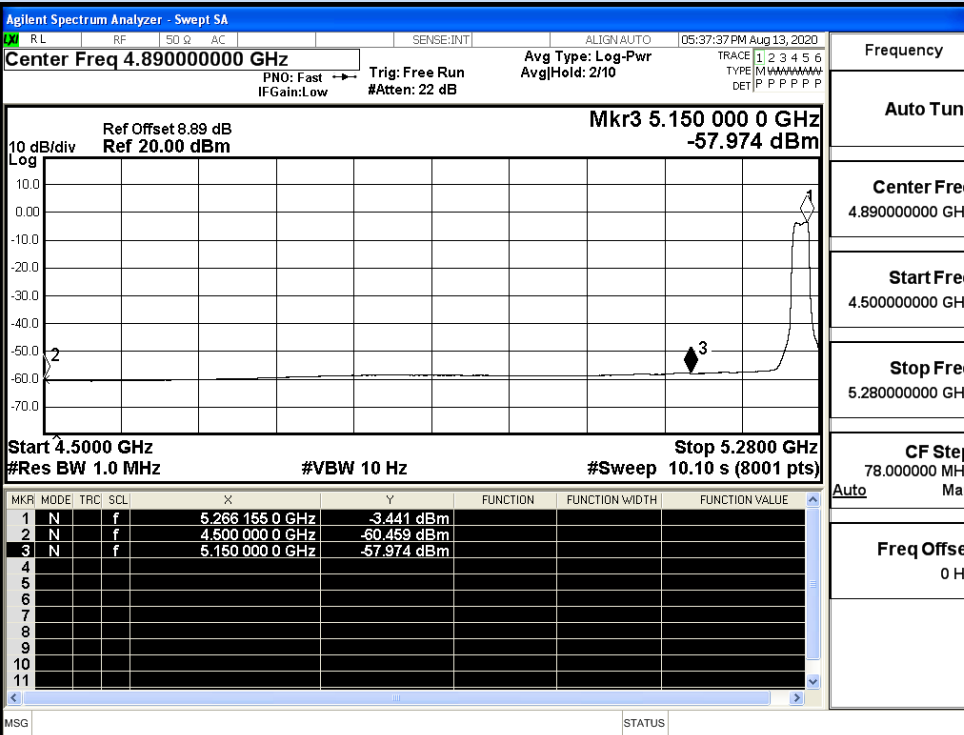 Agilent Spectrum Analyzer - Swept SA
LXI RL RF 50 Ω AC SENSE:INT ALIGNAUTO 05:37:37 PM Aug 13, 2020
Center Freq 4.890000000 GHz
PNO: Fast
IFGain:Low
Trig: Free Run
#Atten: 22 dB
Avg Type: Log-Pwr
Avg|Hold: 2/10
TRACE 1 2 3 4 5 6
TYPE M WWWWW
DET P P P P P P
Frequency
Auto Tun
Center Fre
4.890000000 GH
Start Fre
4.500000000 GH
Stop Fre
5.280000000 GH
CF Step
78.000000 MH
Auto Ma
Freq Offse
0 H
Mkr3 5.150 000 0 GHz
-57.974 dBm
Ref Offset 8.89 dB
10 dB/div Ref 20.00 dBm
Log
10.0
0.00
-10.0
-20.0
-30.0
-40.0
-50.0
-60.0
-70.0
1
2
3
Start 4.5000 GHz Stop 5.2800 GHz
#Res BW 1.0 MHz #VBW 10 Hz #Sweep 10.10 s (8001 pts)
MKR MODE TRC SCL X Y FUNCTION FUNCTION WIDTH FUNCTION VALUE
1 N f 5.266 155 0 GHz -3.441 dBm
2 N f 4.500 000 0 GHz -60.459 dBm
3 N f 5.150 000 0 GHz -57.974 dBm
4
5
6
7
8
9
10
11
MSG STATUS